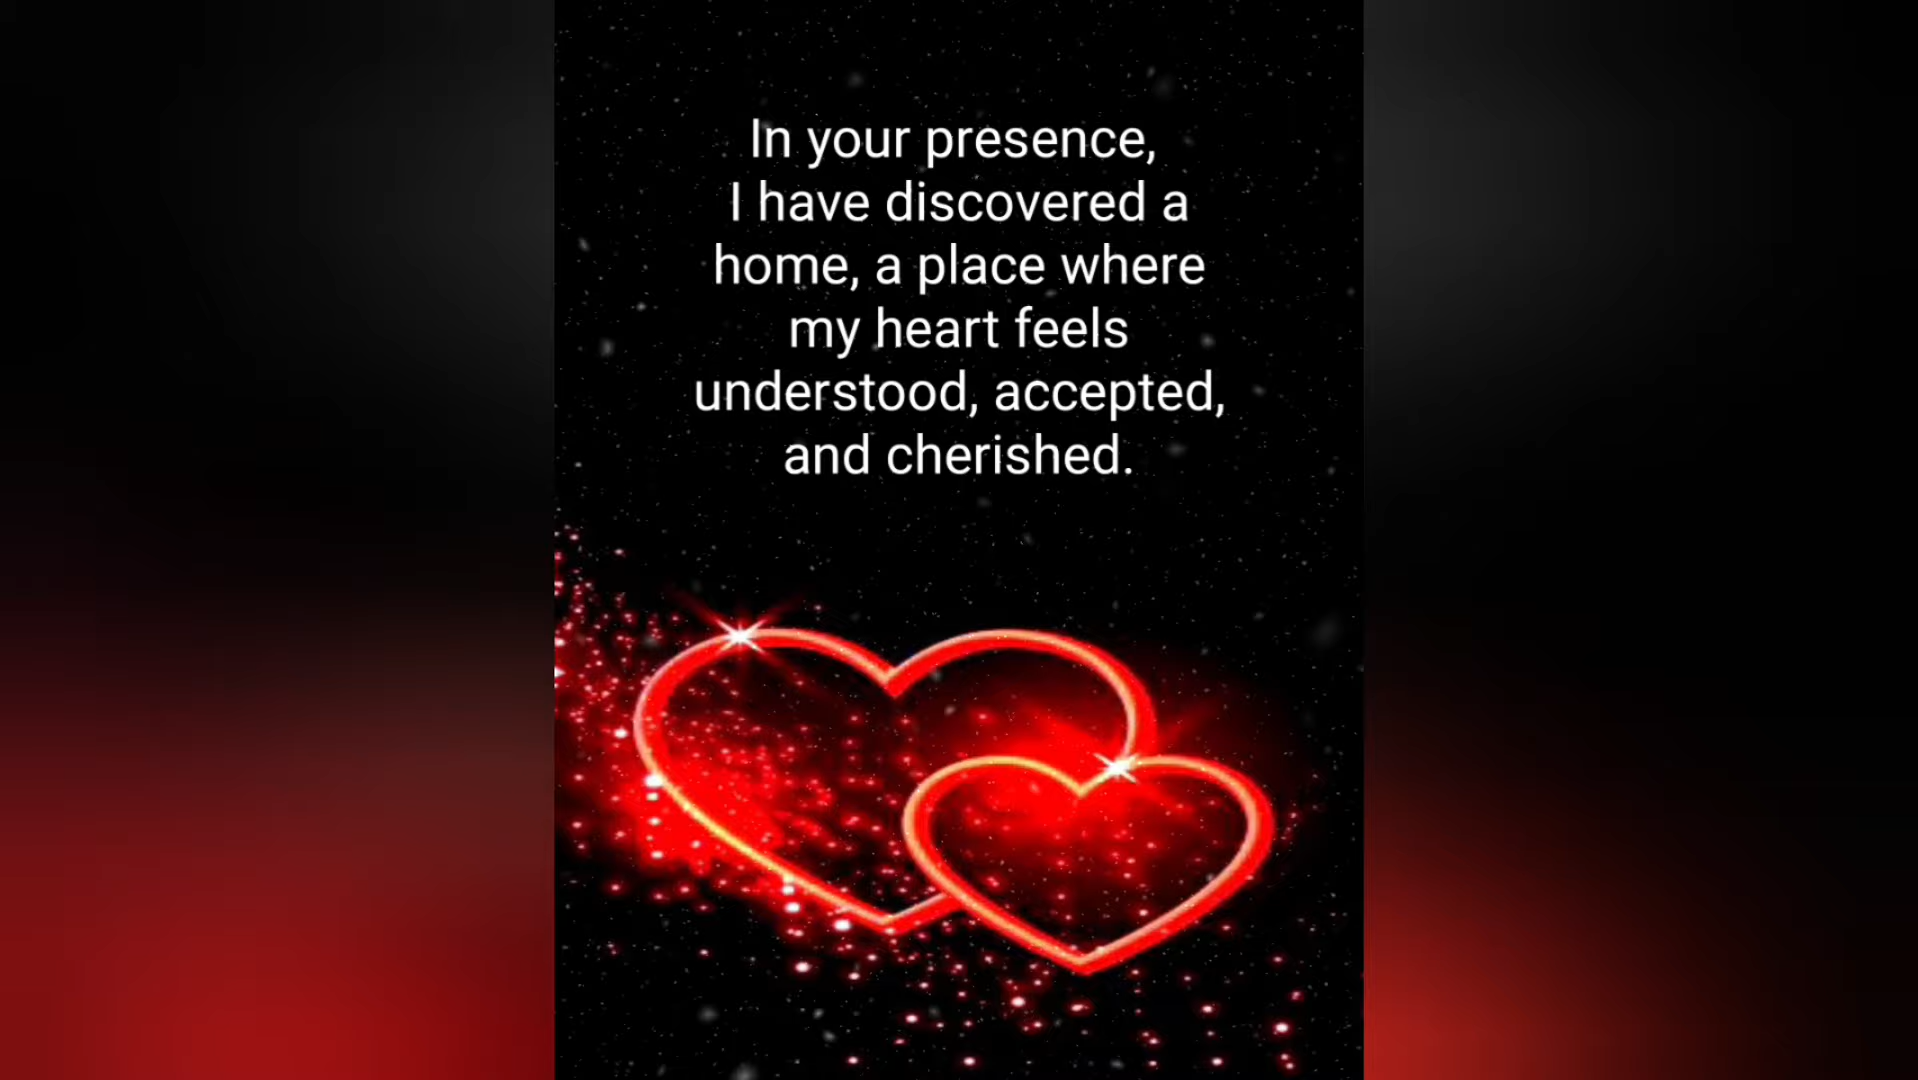 In your presence,
I have discovered a
home, a place where
my heart feels
understood, accepted,
and cherished.